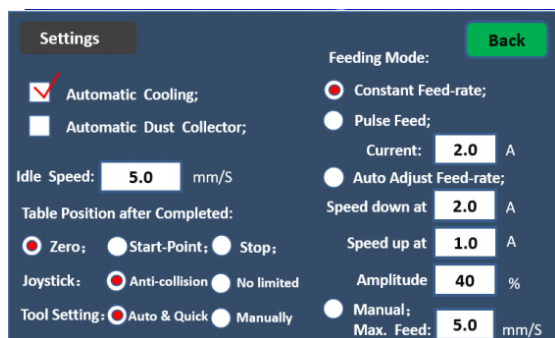 Settings
Back
Automatic Cooling;
Automatic Dust Collector;
Idle Speed: 5.0 mm/S
Table Position after Completed:
Zero; Start-Point; Stop;
Joystick: Anti-collision No limited
Tool Setting: Auto & Quick Manually
Feeding Mode:
Constant Feed-rate;
Pulse Feed;
Current: 2.0 A
Auto Adjust Feed-rate;
Speed down at 2.0 A
Speed up at 1.0 A
Amplitude 40 %
Manual;
Max. Feed: 5.0 mm/S